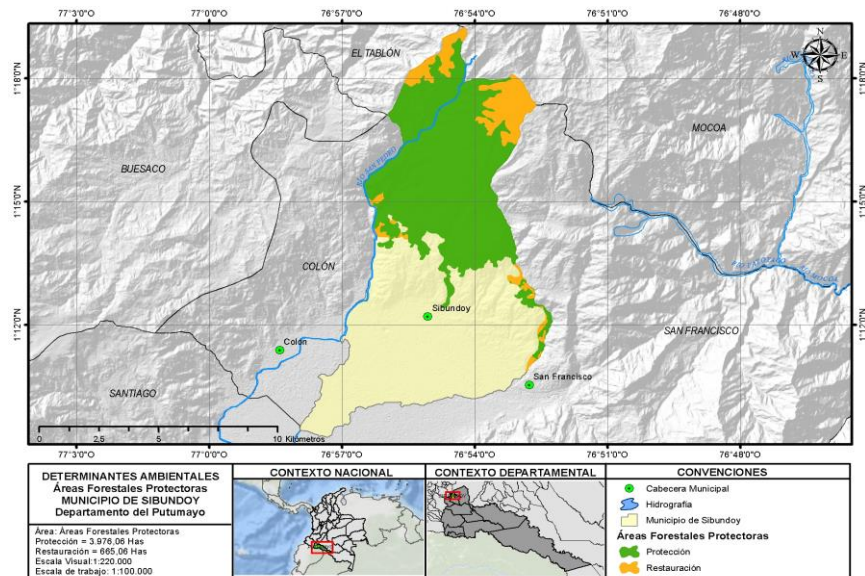 77°3'0"W 77°0'0"W 76°57'0"W 76°54'0"W 76°51'0"W 76°48'0"W
N
W E
S
EL TABLÓN
1°18'0"N 1°18'0"N
MOCOA
BUESACO
RÍO SAN PEDRO
1°15'0"N 1°15'0"N
COLÓN
Sibundoy
1°12'0"N 1°12'0"N
SAN FRANCISCO
Colón
San Francisco
SANTIAGO
0 2,5 5 10 Kilómetros
77°3'0"W 77°0'0"W 76°57'0"W 76°54'0"W 76°51'0"W 76°48'0"W
DETERMINANTES AMBIENTALES
Áreas Forestales Protectoras
MUNICIPIO DE SIBUNDOY
Departamento del Putumayo
Área: Áreas Forestales Protectoras
Protección = 3.976,06 Has
Restauración = 665,06 Has
Escala Visual:1:220.000
Escala de trabajo: 1:100.000
CONTEXTO NACIONAL
CONTEXTO DEPARTAMENTAL
CONVENCIONES
Cabecera Municipal
Hidrografía
Municipio de Sibundoy
Áreas Forestales Protectoras
Protección
Restauración